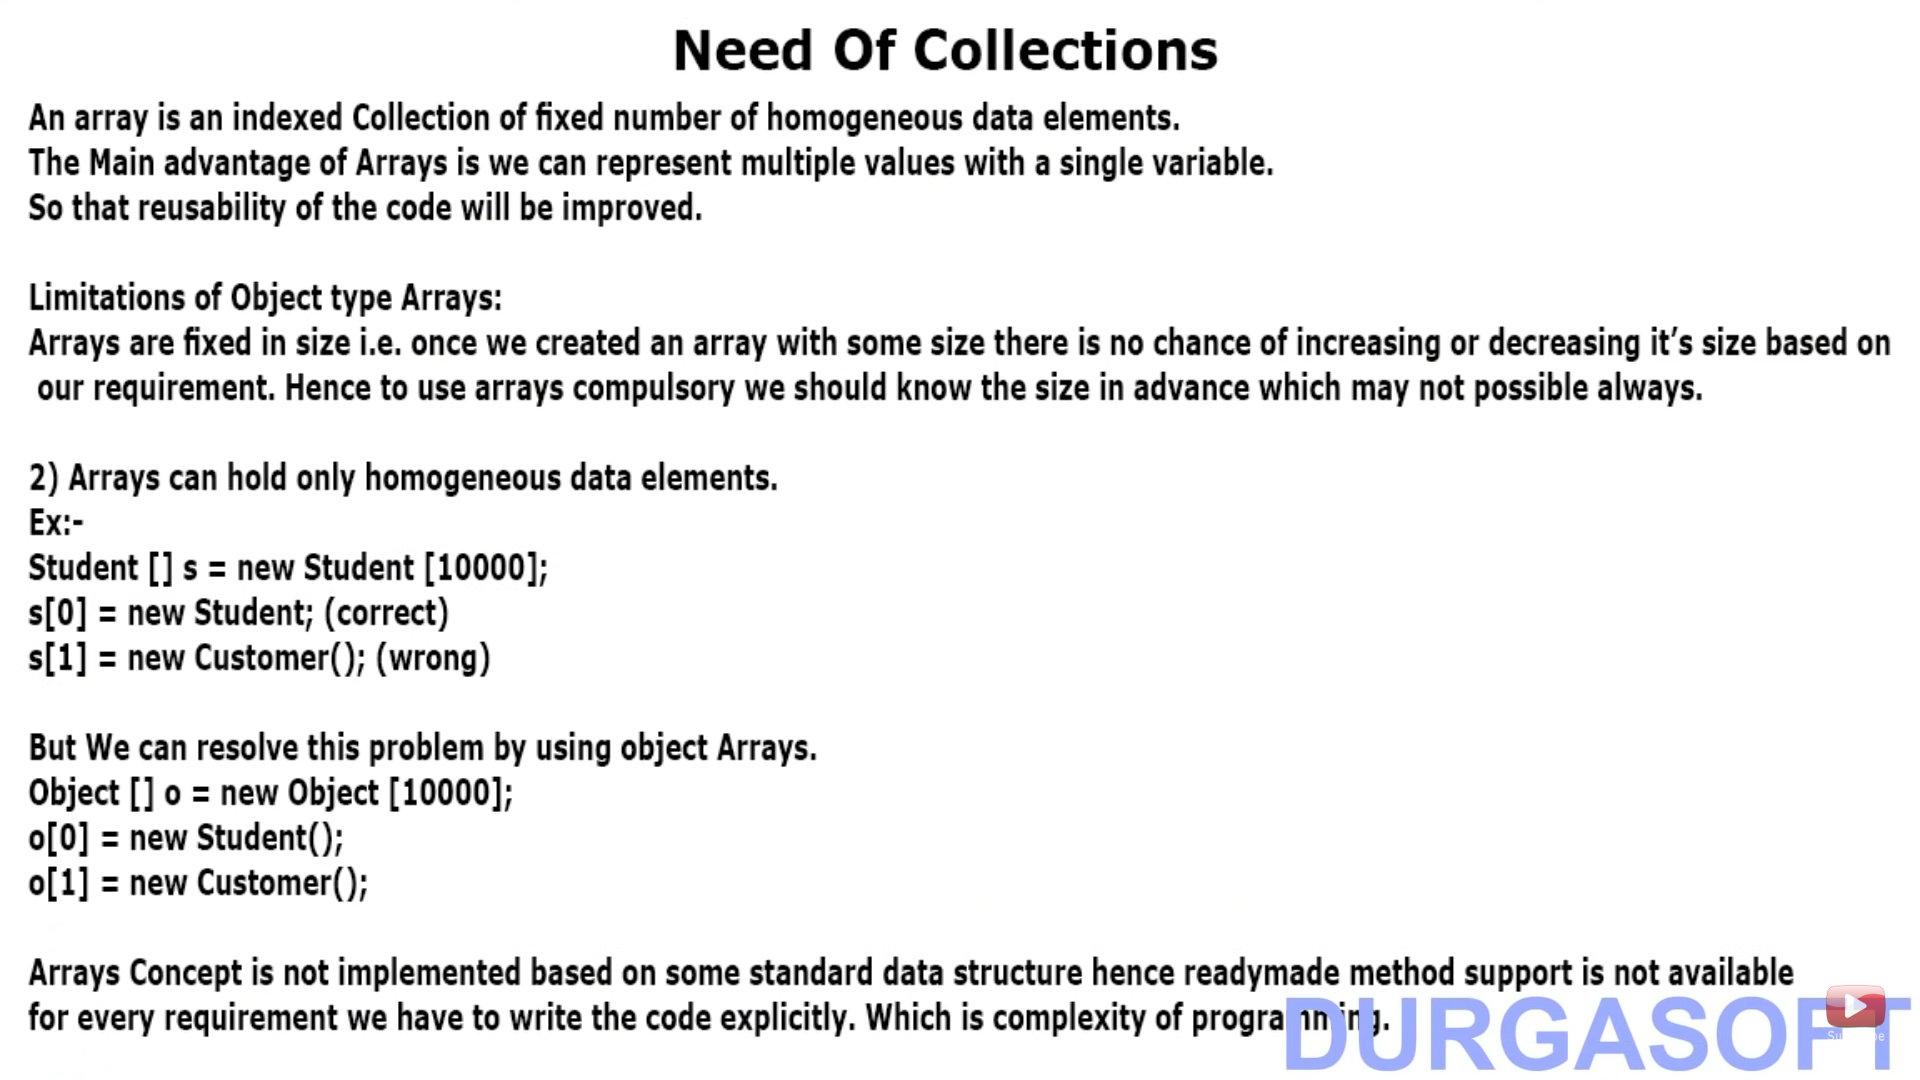 Need Of Collections
An array is an indexed Collection of fixed number of homogeneous data elements.
The Main advantage of Arrays is we can represent multiple values with a single variable.
So that reusability of the code will be improved.
Limitations of Object type Arrays:
Arrays are fixed in size i.e. once we created an array with some size there is no chance of increasing or decreasing it’s size based on
our requirement. Hence to use arrays compulsory we should know the size in advance which may not possible always.
2) Arrays can hold only homogeneous data elements.
Ex:-
Student [] s = new Student [10000];
s[0] = new Student; (correct)
s[1] = new Customer(); (wrong)
But We can resolve this problem by using object Arrays.
Object [] o = new Object [10000];
o[0] = new Student();
o[1] = new Customer();
Arrays Concept is not implemented based on some standard data structure hence readymade method support is not available
for every requirement we have to write the code explicitly. Which is complexity of programming.
DURGASOFT